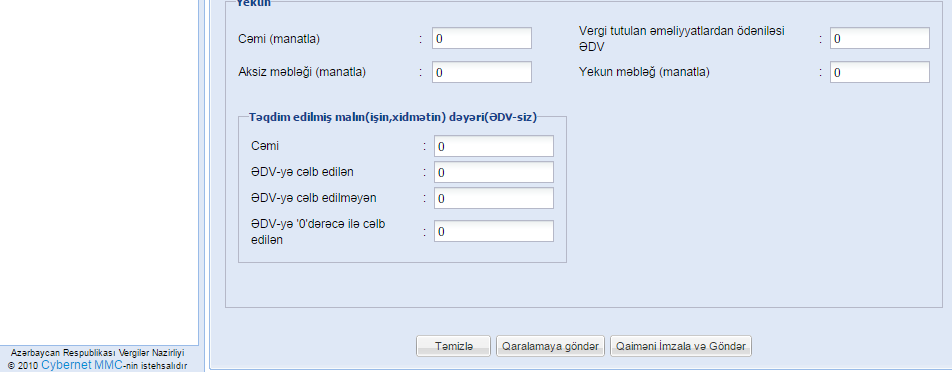 Yekun
Cəmi (manatla) : 0
Vergi tutulan əməliyyatlardan ödəniləsi
ƏDV : 0
Aksiz məbləği (manatla) : 0
Yekun məbləğ (manatla) : 0
Təqdim edilmiş malın(işin,xidmətin) dəyəri(ƏDV-siz)
Cəmi : 0
ƏDV-yə cəlb edilən : 0
ƏDV-yə cəlb edilməyən : 0
ƏDV-yə '0'dərəcə ilə cəlb
edilən : 0
Təmizlə Qaralamaya göndər Qaiməni İmzala və Göndər
Azərbaycan Respublikası Vergilər Nazirliyi
© 2010 Cybernet MMC-nin istehsalıdır